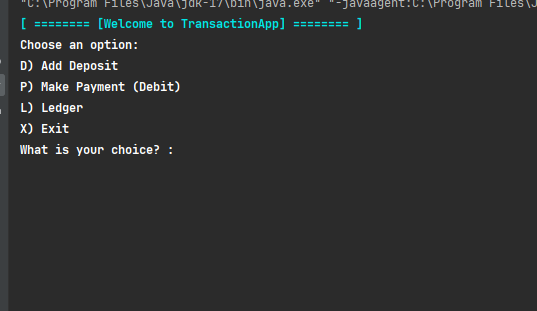 "C:\Program Files\Java\jdk-17\bin\java.exe" "-javaagent:C:\Program Files\J
[ ======== [Welcome to TransactionApp] ======== ]
Choose an option:
D) Add Deposit
P) Make Payment (Debit)
L) Ledger
X) Exit
What is your choice? :